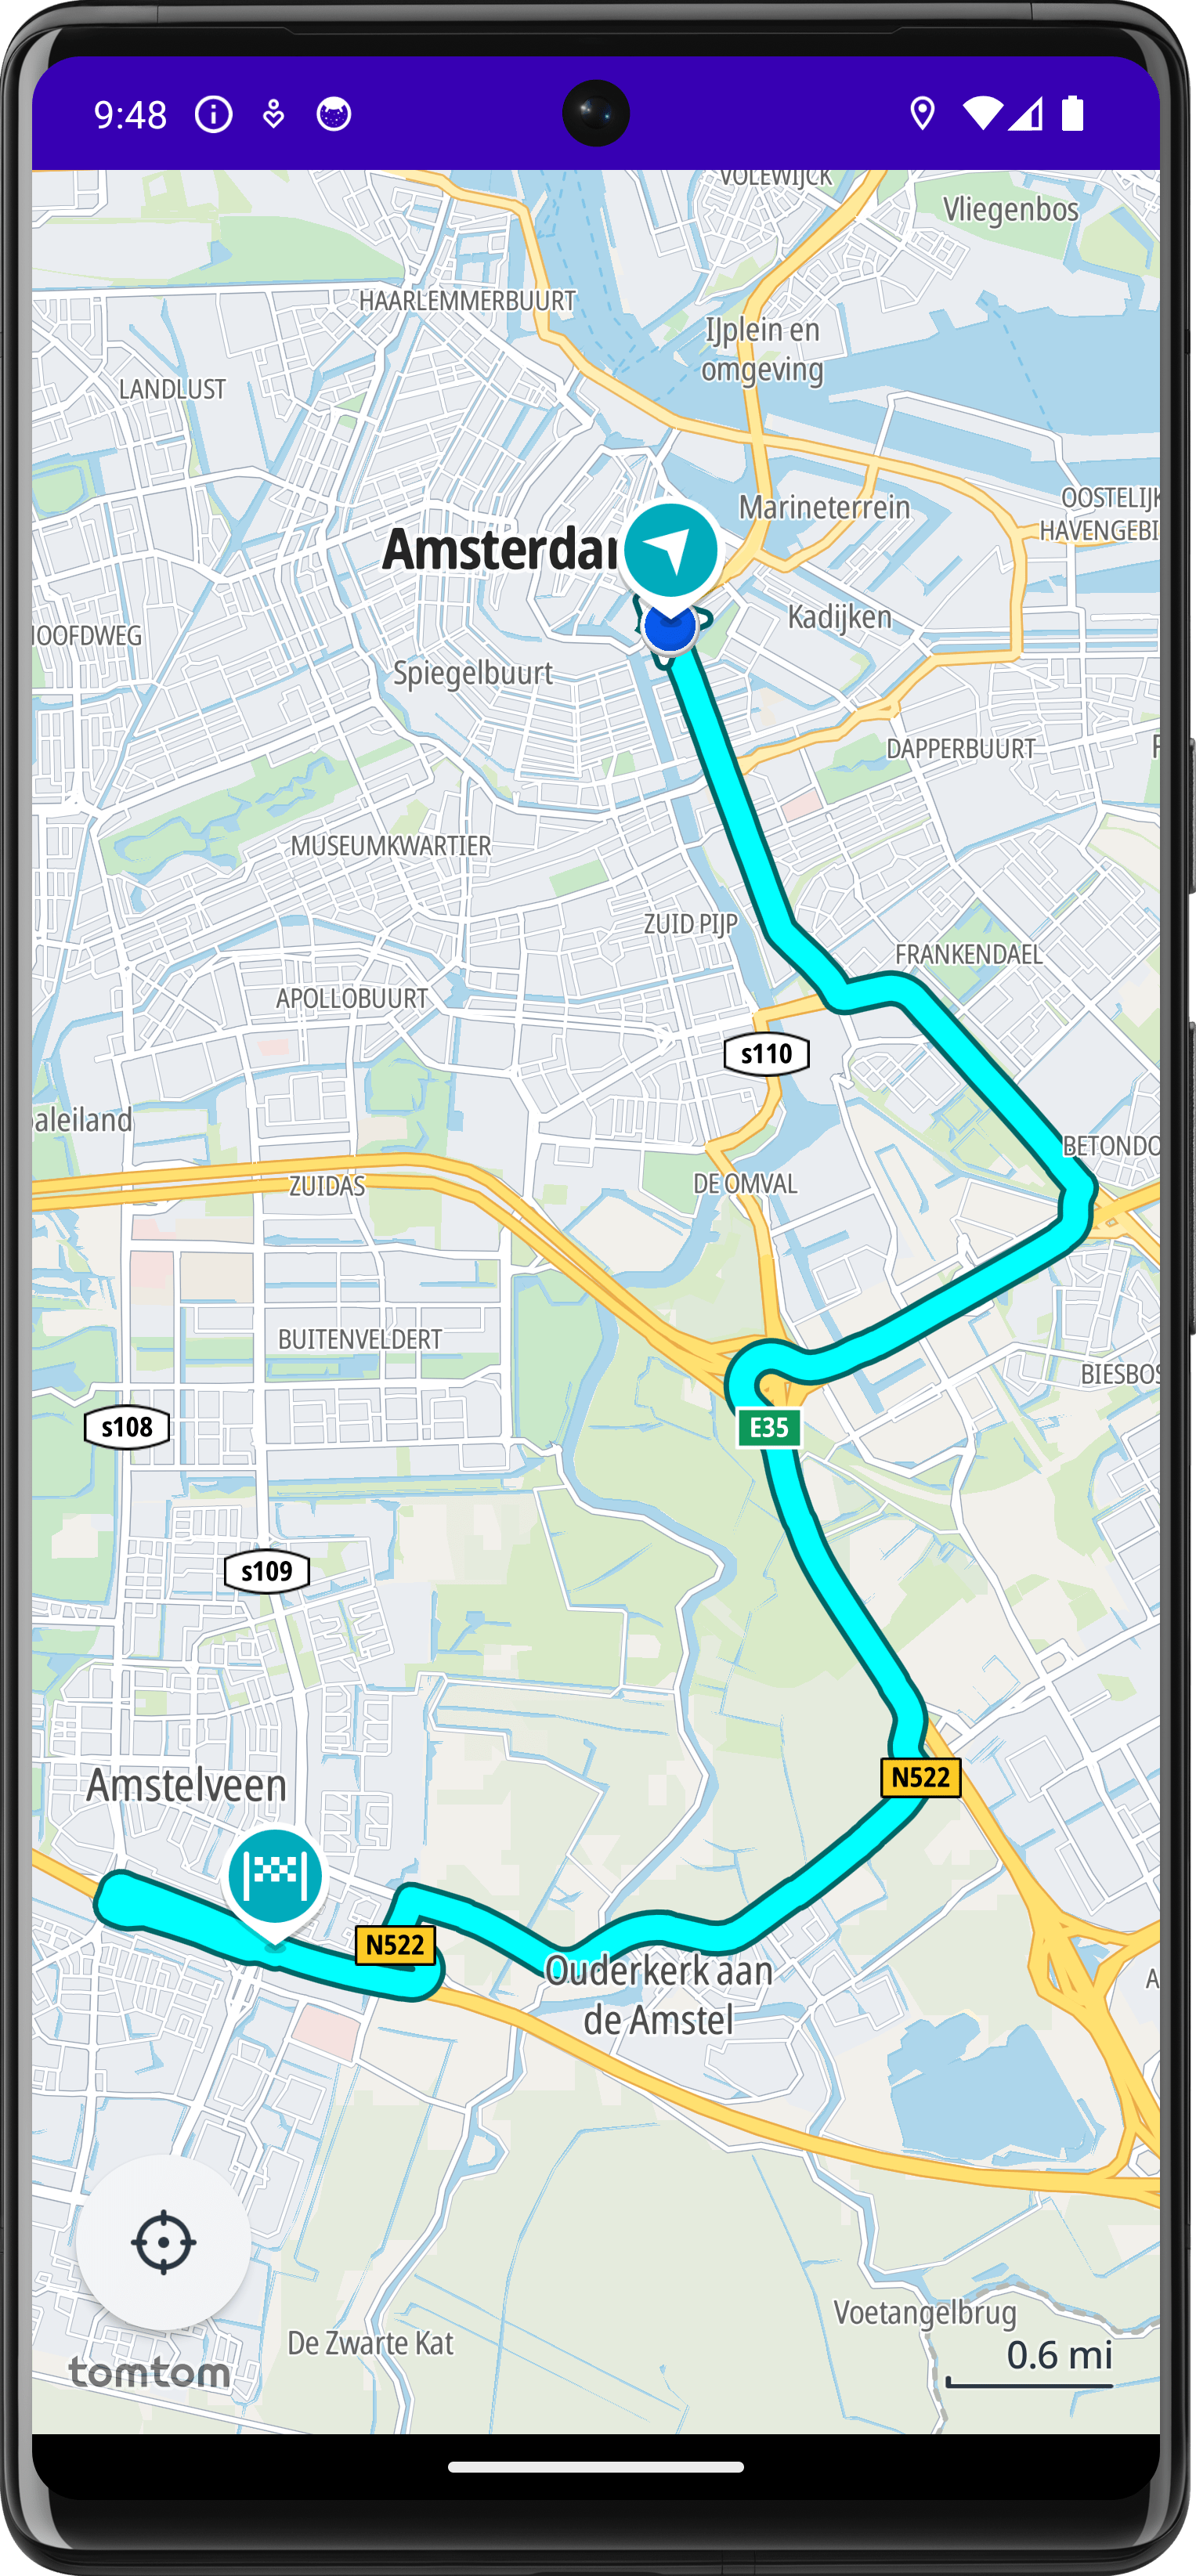 9:48
VOLEWIJCK
Vliegenbos
HAARLEMMERBUURT
IJplein en
omgeving
LANDLUST
Marineterrein
OOSTELIJK
HAVENGEBI
Amsterdam
Kadijken
HOOFDWEG
Spiegelbuurt
DAPPERBUURT
MUSEUMKWARTIER
ZUID PIJP
FRANKENDAEL
APOLLOBUURT
s110
aleiland
BETONDO
ZUIDAS
DE OMVAL
BUITENVELDERT
BIESBOS
s108
E35
s109
N522
Amstelveen
N522
Ouderkerk aan
de Amstel
A
Voetangelbrug
De Zwarte Kat
0.6 mi
tomtom